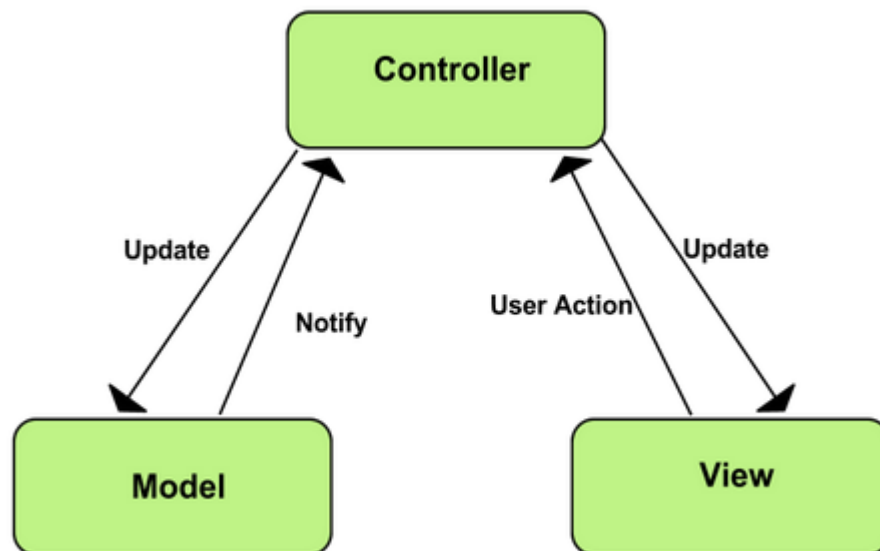 Controller
Update
Update
User Action
Notify
Model
View